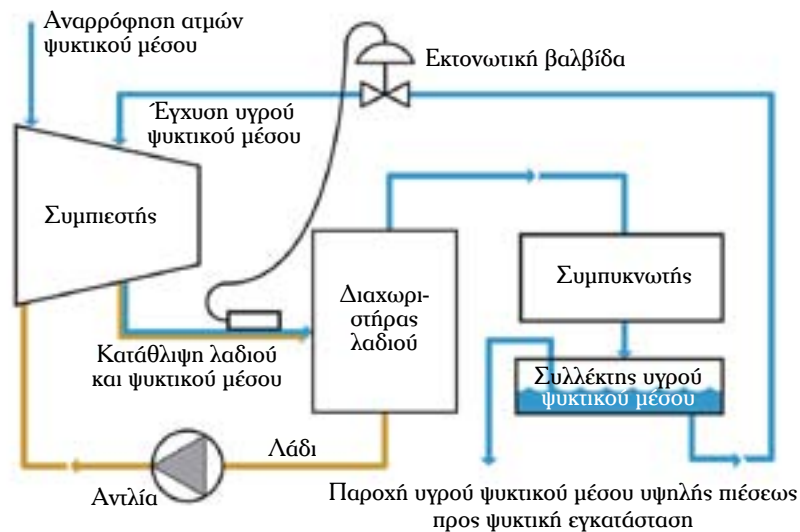 Αναρρόφηση ατμών
ψυκτικού μέσου
Εκτονωτική βαλβίδα
Έγχυση υγρού
ψυκτικού μέσου
Συμπιεστής
Διαχωρι-
στήρας
λαδιού
Συμπυκνωτής
Κατάθλιψη λαδιού
και ψυκτικού μέσου
Συλλέκτης υγρού
ψυκτικού μέσου
Λάδι
Αντλία
Παροχή υγρού ψυκτικού μέσου υψηλής πιέσεως
προς ψυκτική εγκατάσταση